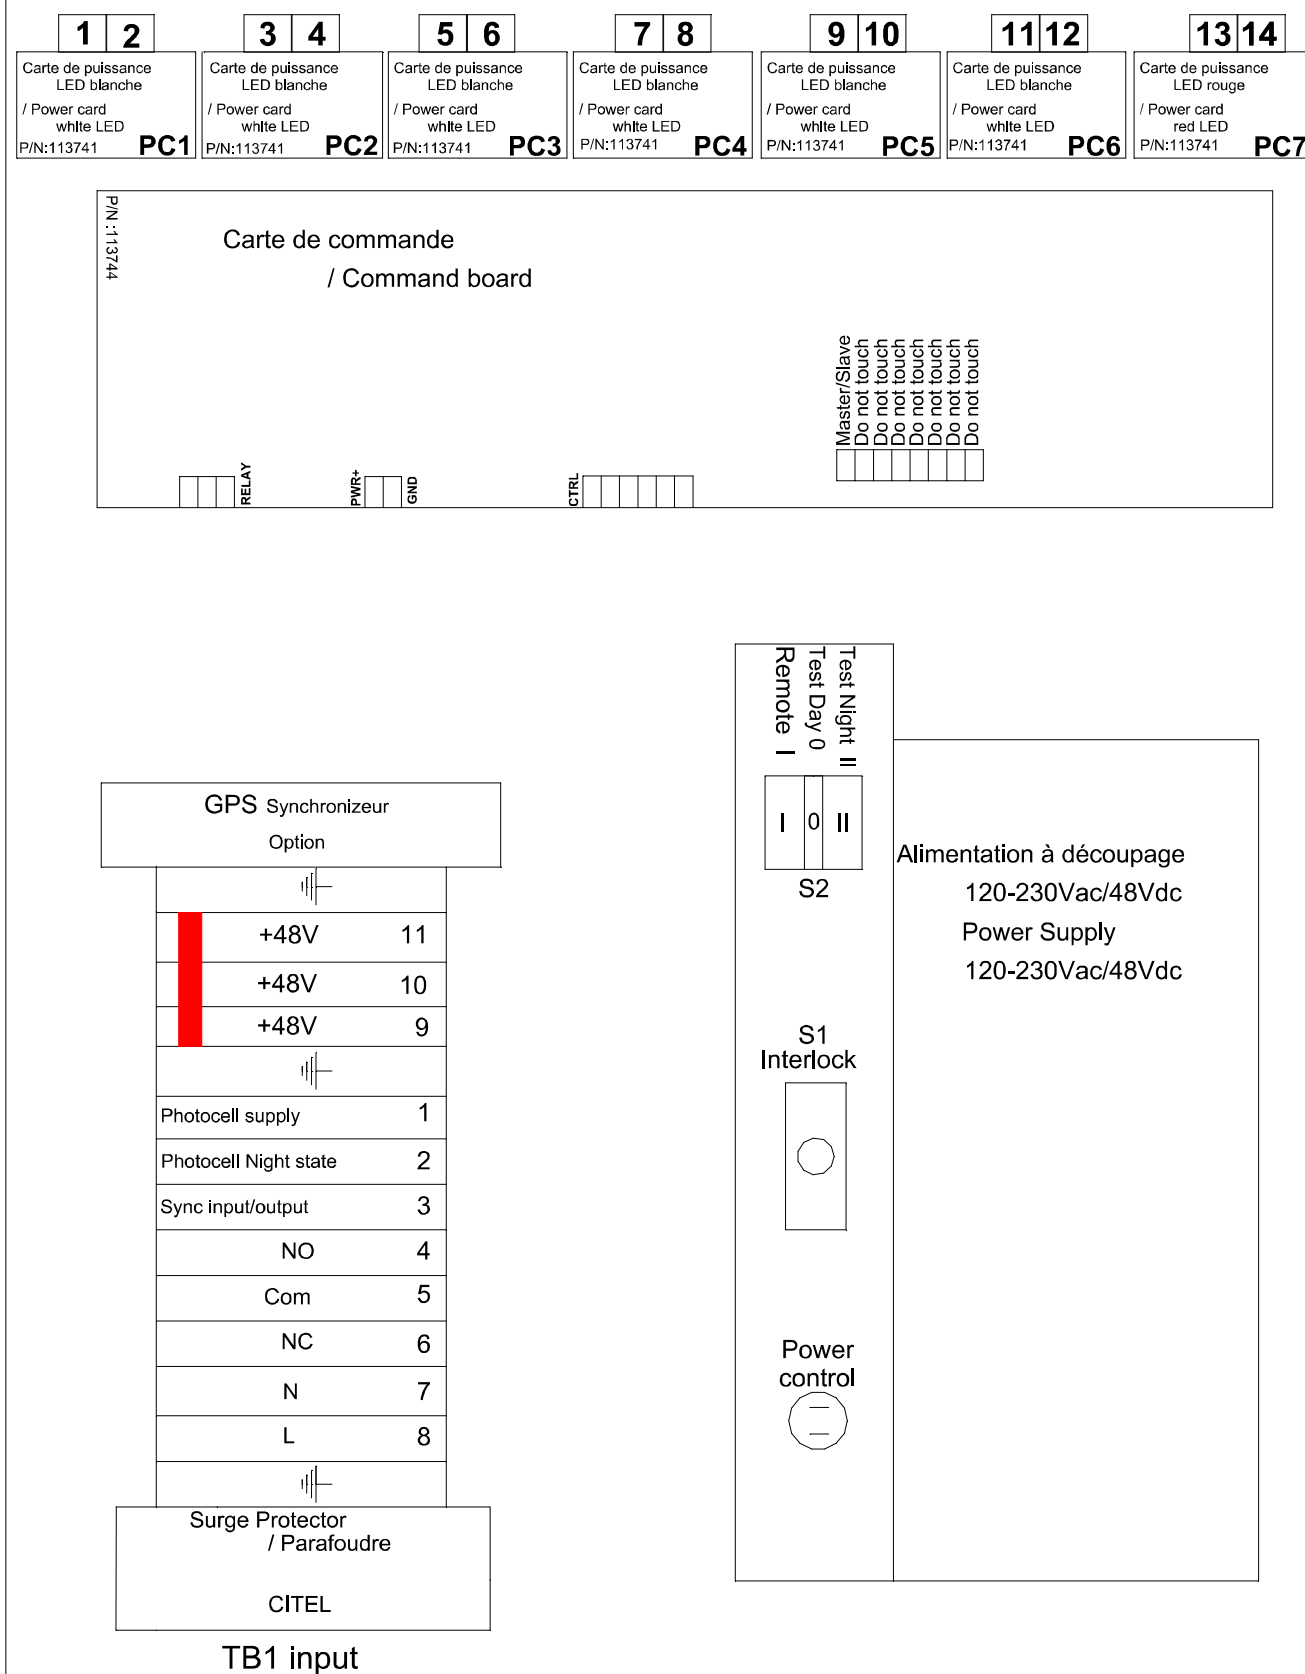 1 2
Carte de puissance
LED blanche
/ Power card
white LED
P/N:113741 PC1
3 4
Carte de puissance
LED blanche
/ Power card
white LED
P/N:113741 PC2
5 6
Carte de puissance
LED blanche
/ Power card
white LED
P/N:113741 PC3
7 8
Carte de puissance
LED blanche
/ Power card
white LED
P/N:113741 PC4
9 10
Carte de puissance
LED blanche
/ Power card
white LED
P/N:113741 PC5
11 12
Carte de puissance
LED blanche
/ Power card
white LED
P/N:113741 PC6
13 14
Carte de puissance
LED rouge
/ Power card
red LED
P/N:113741 PC7
P/N :113744
Carte de commande
/ Command board
Master/Slave
Do not touch
Do not touch
Do not touch
Do not touch
Do not touch
Do not touch
Do not touch
RELAY
PWR+
GND
CTRL
GPS Synchronizeur
Option
+48V 11
+48V 10
+48V 9
Photocell supply 1
Photocell Night state 2
Sync input/output 3
NO 4
Com 5
NC 6
N 7
L 8
Surge Protector
/ Parafoudre
CITEL
TB1 input
Test Night II
Test Day 0
Remote I
I 0 II
S2
S1
Interlock
Power
control
Alimentation à découpage
120-230Vac/48Vdc
Power Supply
120-230Vac/48Vdc